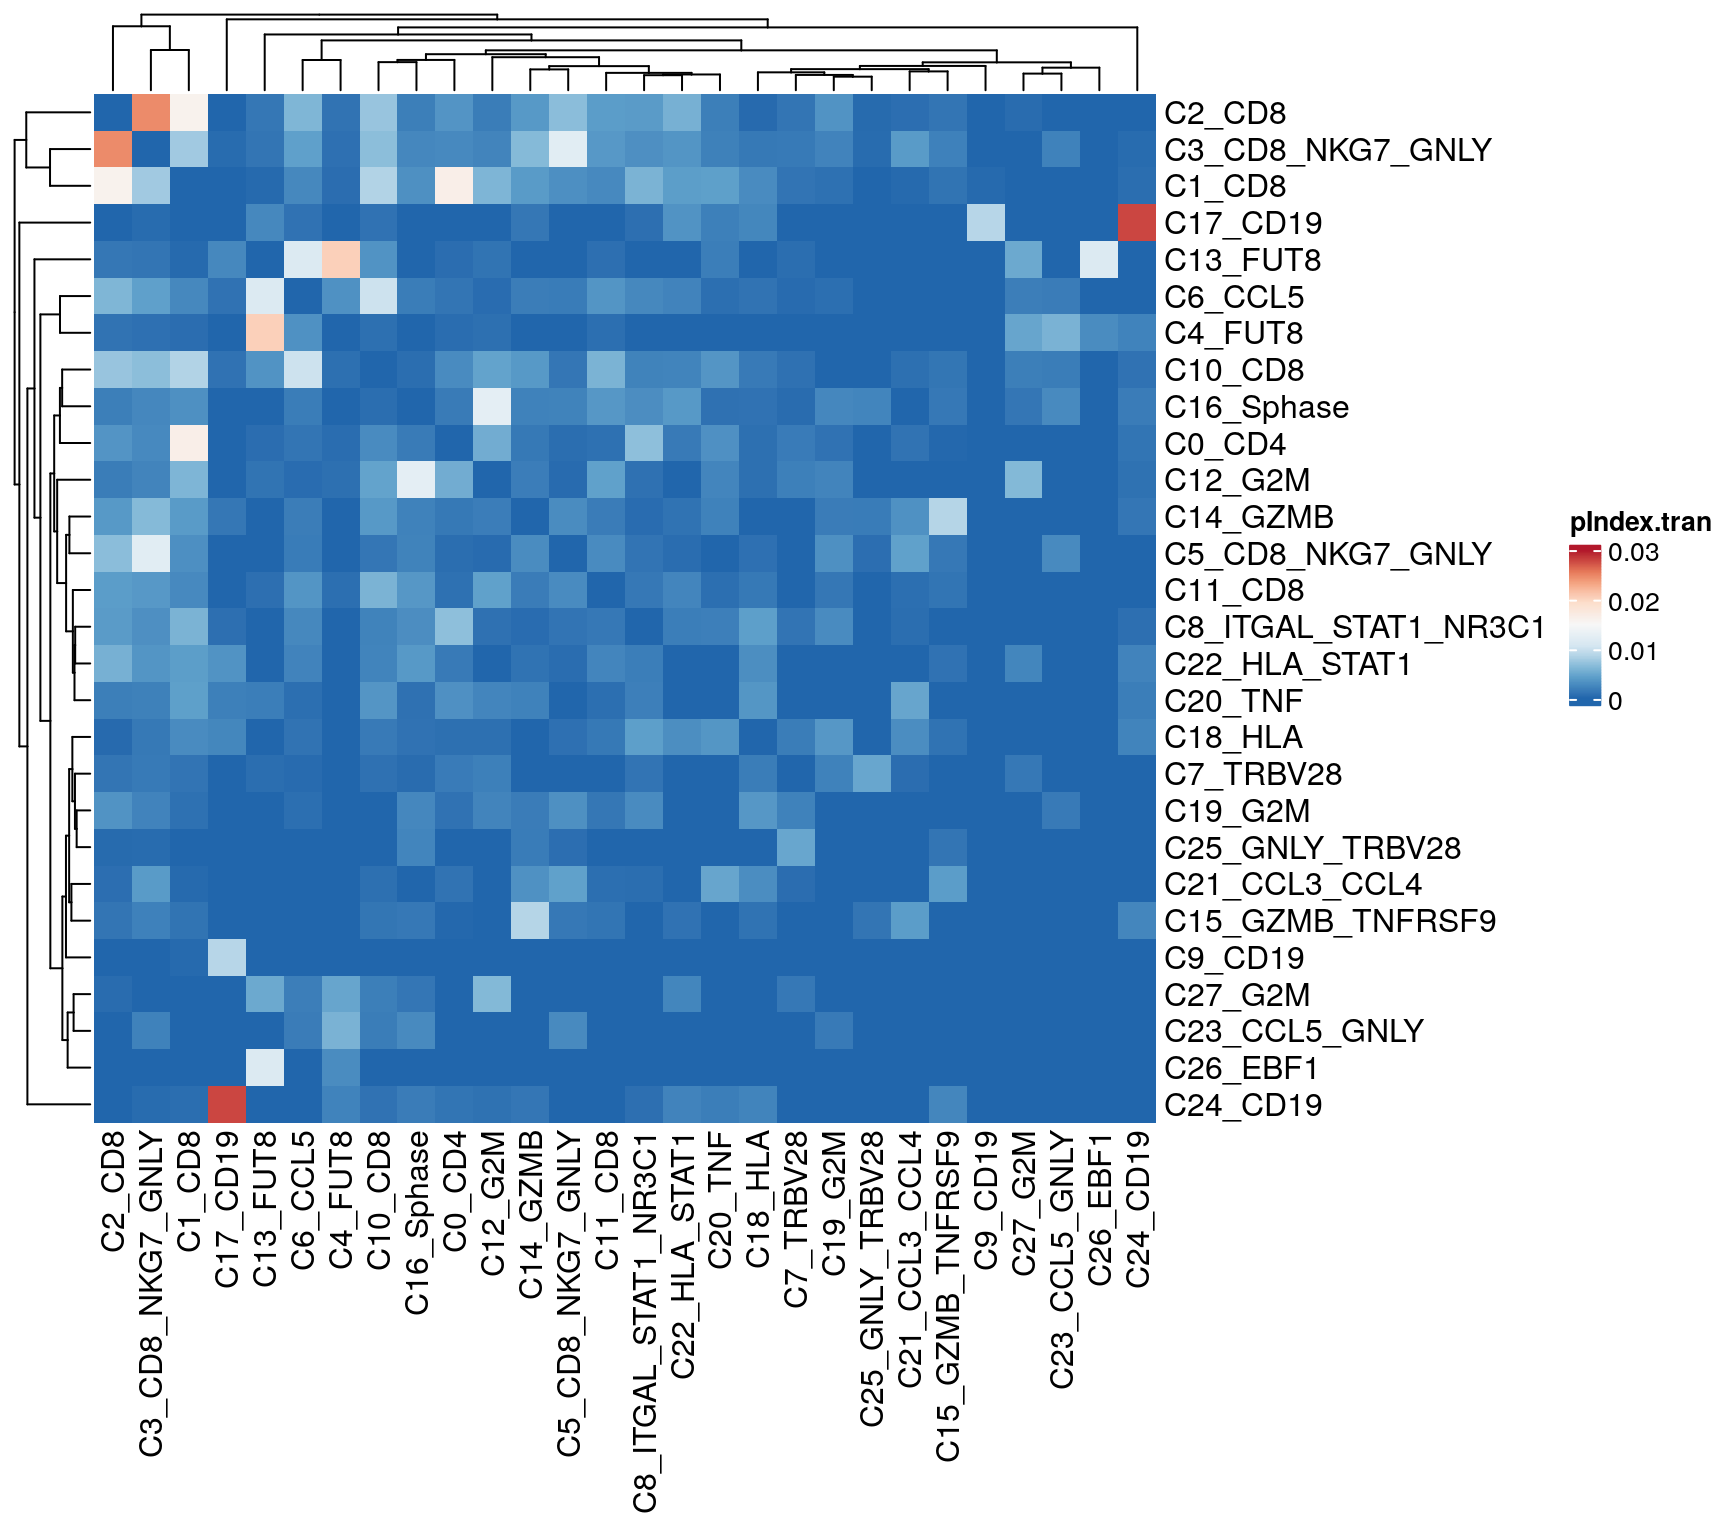 C2_CD8
C3_CD8_NKG7_GNLY
C1_CD8
C17_CD19
C13_FUT8
C6_CCL5
C4_FUT8
C10_CD8
C16_Sphase
C0_CD4
C12_G2M
C14_GZMB
C5_CD8_NKG7_GNLY
C11_CD8
C8_ITGAL_STAT1_NR3C1
C22_HLA_STAT1
C20_TNF
C18_HLA
C7_TRBV28
C19_G2M
C25_GNLY_TRBV28
C21_CCL3_CCL4
C15_GZMB_TNFRSF9
C9_CD19
C27_G2M
C23_CCL5_GNLY
C26_EBF1
C24_CD19
pIndex.tran
0.03
0.02
0.01
0
C2_CD8
C3_CD8_NKG7_GNLY
C1_CD8
C17_CD19
C13_FUT8
C6_CCL5
C4_FUT8
C10_CD8
C16_Sphase
C0_CD4
C12_G2M
C14_GZMB
C5_CD8_NKG7_GNLY
C11_CD8
C8_ITGAL_STAT1_NR3C1
C22_HLA_STAT1
C20_TNF
C18_HLA
C7_TRBV28
C19_G2M
C25_GNLY_TRBV28
C21_CCL3_CCL4
C15_GZMB_TNFRSF9
C9_CD19
C27_G2M
C23_CCL5_GNLY
C26_EBF1
C24_CD19